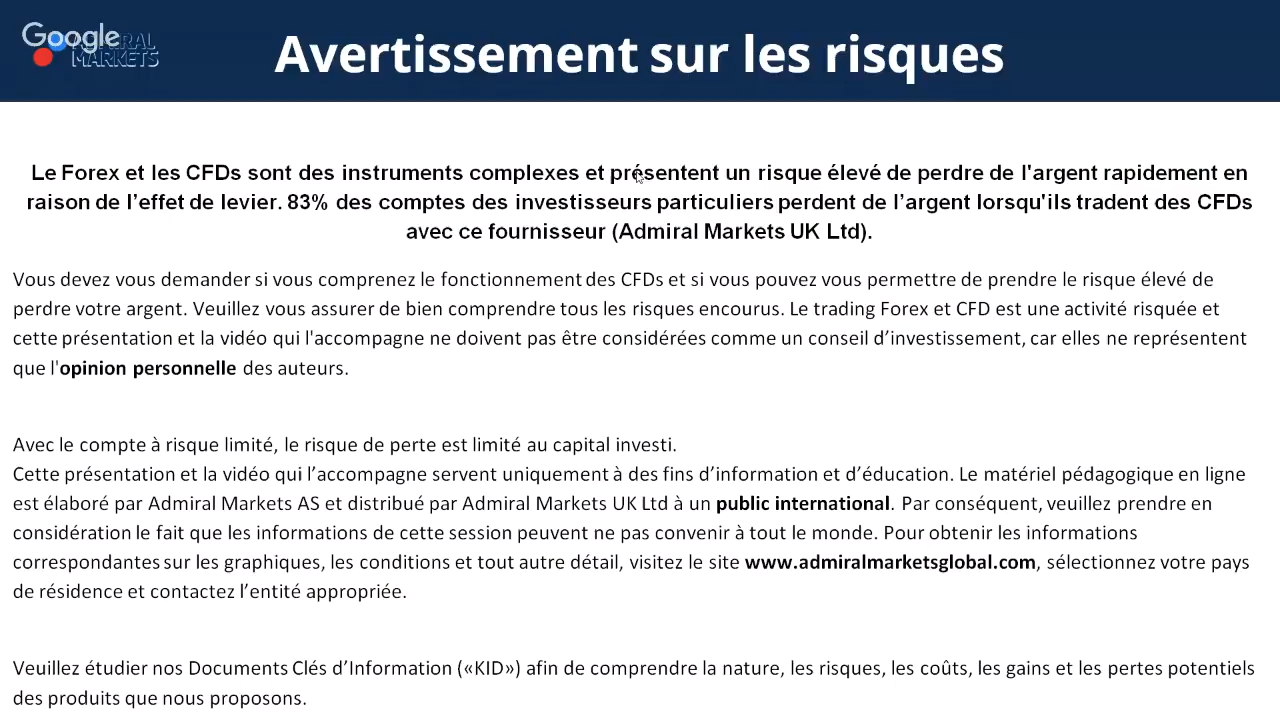 Google
ADMIRAL
MARKETS
Avertissement sur les risques
Le Forex et les CFDs sont des instruments complexes et présentent un risque élevé de perdre de l'argent rapidement en
raison de l’effet de levier. 83% des comptes des investisseurs particuliers perdent de l’argent lorsqu'ils tradent des CFDs
avec ce fournisseur (Admiral Markets UK Ltd).
Vous devez vous demander si vous comprenez le fonctionnement des CFDs et si vous pouvez vous permettre de prendre le risque élevé de
perdre votre argent. Veuillez vous assurer de bien comprendre tous les risques encourus. Le trading Forex et CFD est une activité risquée et
cette présentation et la vidéo qui l'accompagne ne doivent pas être considérées comme un conseil d’investissement, car elles ne représentent
que l'opinion personnelle des auteurs.
Avec le compte à risque limité, le risque de perte est limité au capital investi.
Cette présentation et la vidéo qui l’accompagne servent uniquement à des fins d’information et d’éducation. Le matériel pédagogique en ligne
est élaboré par Admiral Markets AS et distribué par Admiral Markets UK Ltd à un public international. Par conséquent, veuillez prendre en
considération le fait que les informations de cette session peuvent ne pas convenir à tout le monde. Pour obtenir les informations
correspondantes sur les graphiques, les conditions et tout autre détail, visitez le site www.admiralmarketsglobal.com, sélectionnez votre pays
de résidence et contactez l’entité appropriée.
Veuillez étudier nos Documents Clés d’Information («KID») afin de comprendre la nature, les risques, les coûts, les gains et les pertes potentiels
des produits que nous proposons.